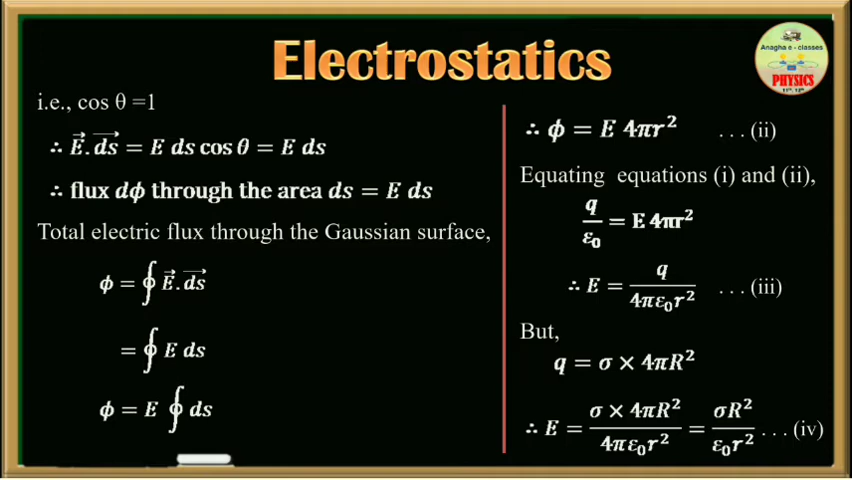 Electrostatics
Anagha e - classes
PHYSICS
11ᵗʰ, 12ᵗʰ
i.e., cos θ =1
∴ E⃗ . ds⃗ = E ds cos θ = E ds
∴ flux dϕ through the area ds = E ds
Total electric flux through the Gaussian surface,
ϕ = ∮ E⃗ . ds⃗
= ∮ E ds
ϕ = E ∮ ds
∴ ϕ = E 4πr² . . . (ii)
Equating equations (i) and (ii),
q/ε₀ = E 4πr²
∴ E = q/4πε₀r² . . . (iii)
But,
q = σ × 4πR²
∴ E = σ × 4πR²/4πε₀r² = σR²/ε₀r² . . . (iv)